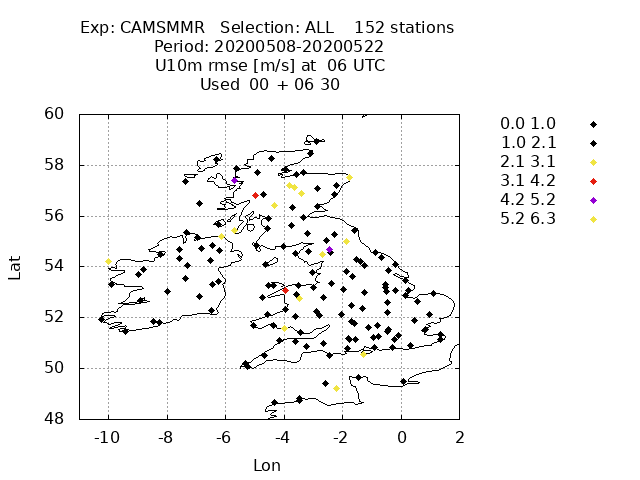 Exp: CAMSMMR Selection: ALL 152 stations
Period: 20200508-20200522
U10m rmse [m/s] at 06 UTC
Used 00 + 06 30
60
58
56
54
52
50
48
Lat
-10 -8 -6 -4 -2 0 2
Lon
0.0 1.0
1.0 2.1
2.1 3.1
3.1 4.2
4.2 5.2
5.2 6.3